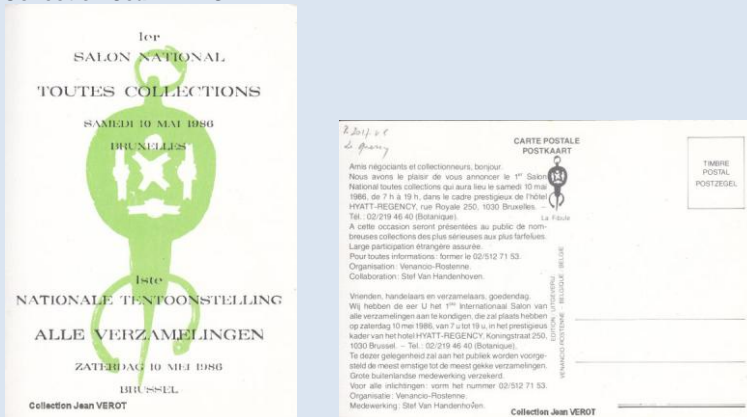 1er
SALON NATIONAL
TOUTES COLLECTIONS
SAMEDI 10 MAI 1986
BRUXELLES
1ste
NATIONALE TENTOONSTELLING
ALLE VERZAMELINGEN
ZATERDAG 10 MEI 1986
BRUSSEL
Collection Jean VEROT
CARTE POSTALE
POSTKAART
Amis négociants et collectionneurs, bonjour.
Nous avons le plaisir de vous annoncer le 1er Salon
National toutes collections qui aura lieu le samedi 10 mai
1986, de 7 h à 19 h, dans le cadre prestigieux de l'hôtel
HYATT-REGENCY, rue Royale 250, 1030 Bruxelles. –
Tél. : 02/219 46 40 (Botanique).
A cette occasion seront présentées au public de nom-
breuses collections des plus sérieuses aux plus farfelues.
Large participation étrangère assurée.
Pour toutes informations : former le 02/512 71 53.
Organisation : Venancio-Rostenne.
Collaboration : Stef Van Handenhoven.
Vrienden, handelaars en verzamelaars, goedendag.
Wij hebben de eer U het 1ste Internationaal Salon van
alle verzamelingen aan te kondigen, die zal plaats hebben
op zaterdag 10 mei 1986, van 7 u tot 19 u, in het prestigieus
kader van het hotel HYATT-REGENCY, Koningstraat 250,
1030 Brussel. – Tel. : 02/219 46 40 (Botanique).
Te dezer gelegenheid zal aan het publiek worden voorge-
steld de meest ernstige tot de meest gekke verzamelingen.
Grote buitenlandse medewerking verzekerd.
Voor alle inlichtingen : vorm het nummer 02/512 71 53.
Organisatie : Venancio-Rostenne.
Medewerking : Stef Van Handenhoven.
La Fibule
EDITION - UITGEVERIJ
VENANCIO-ROSTENNE - BELGIQUE - BELGIE
TIMBRE
POSTAL
POSTZEGEL
Collection Jean VEROT